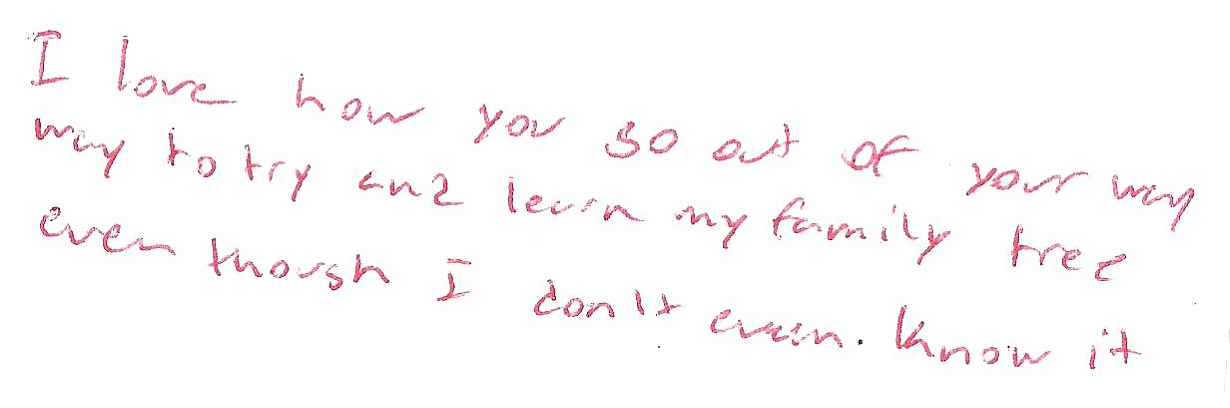 I love how you go out of your way
way to try and learn my family tree
even though I don't even. know it